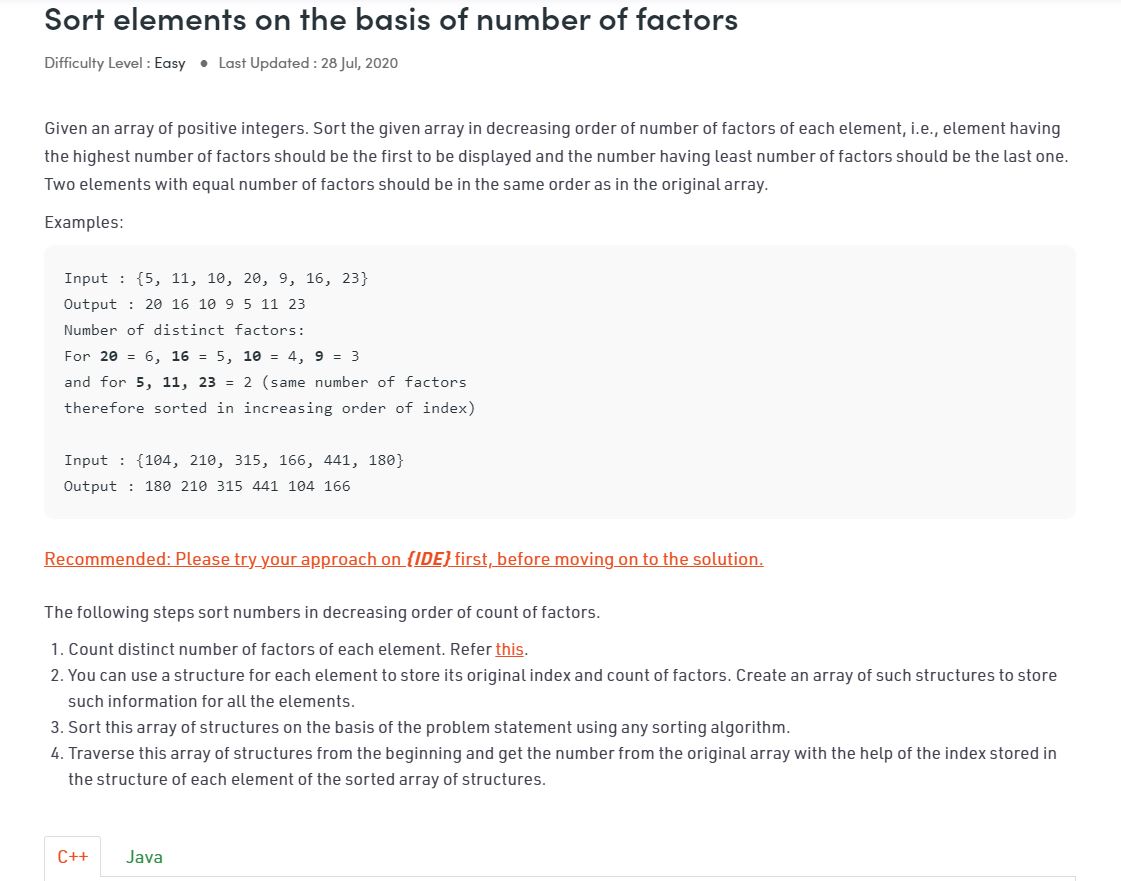 Sort elements on the basis of number of factors
Difficulty Level : Easy ● Last Updated : 28 Jul, 2020
Given an array of positive integers. Sort the given array in decreasing order of number of factors of each element, i.e., element having
the highest number of factors should be the first to be displayed and the number having least number of factors should be the last one.
Two elements with equal number of factors should be in the same order as in the original array.
Examples:
Input : {5, 11, 10, 20, 9, 16, 23}
Output : 20 16 10 9 5 11 23
Number of distinct factors:
For 20 = 6, 16 = 5, 10 = 4, 9 = 3
and for 5, 11, 23 = 2 (same number of factors
therefore sorted in increasing order of index)
Input : {104, 210, 315, 166, 441, 180}
Output : 180 210 315 441 104 166
Recommended: Please try your approach on {IDE} first, before moving on to the solution.
The following steps sort numbers in decreasing order of count of factors.
1. Count distinct number of factors of each element. Refer this.
2. You can use a structure for each element to store its original index and count of factors. Create an array of such structures to store
such information for all the elements.
3. Sort this array of structures on the basis of the problem statement using any sorting algorithm.
4. Traverse this array of structures from the beginning and get the number from the original array with the help of the index stored in
the structure of each element of the sorted array of structures.
C++ Java